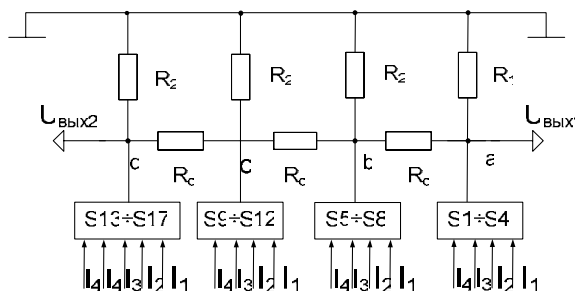 R2 R2 R2 R1
Uвых2 Uвых
d c b a
Rc Rc Rc
S13÷S17 S9÷S12 S5÷S8 S1÷S4
I4 I4 I3 I2 I1 I4 I3 I2 I1 I4 I3 I2 I1 I4 I3 I2 I1